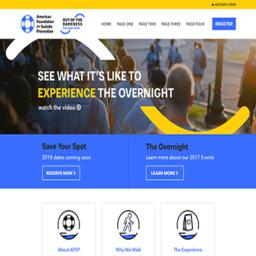 ACCOUNT LOGIN
American
Foundation
for Suicide
Prevention
OUT OF THE
DARKNESS
Overnight Walks
HOME
PAGE ONE
PAGE TWO
PAGE THREE
PAGE FOUR
REGISTER
SEE WHAT IT'S LIKE TO
EXPERIENCE THE OVERNIGHT
watch the video
Save Your Spot
2018 dates coming soon
RESERVE NOW >
The Overnight
Learn more about our 2017 Events
LEARN MORE >
About AFSP
Why We Walk
The Experience